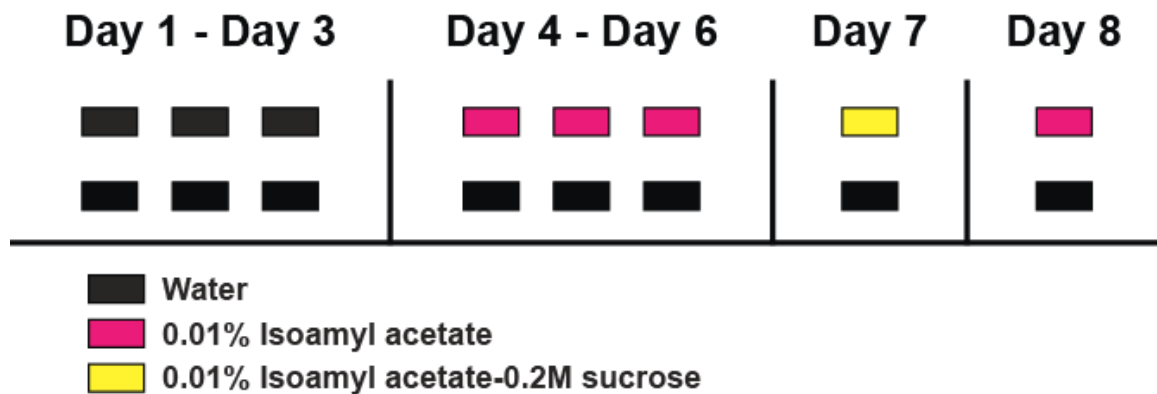 Day 1 - Day 3 Day 4 - Day 6 Day 7 Day 8
Water
0.01% Isoamyl acetate
0.01% Isoamyl acetate-0.2M sucrose